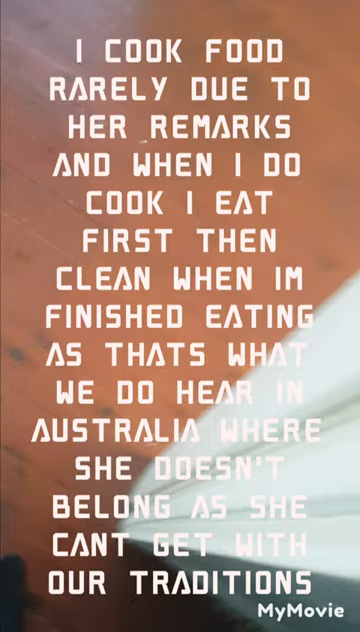 I COOK FOOD
RARELY DUE TO
HER REMARKS
AND WHEN I DO
COOK I EAT
FIRST THEN
CLEAN WHEN IM
FINISHED EATING
AS THATS WHAT
WE DO HEAR IN
AUSTRALIA WHERE
SHE DOESN'T
BELONG AS SHE
CANT GET WITH
OUR TRADITIONS
MyMovie